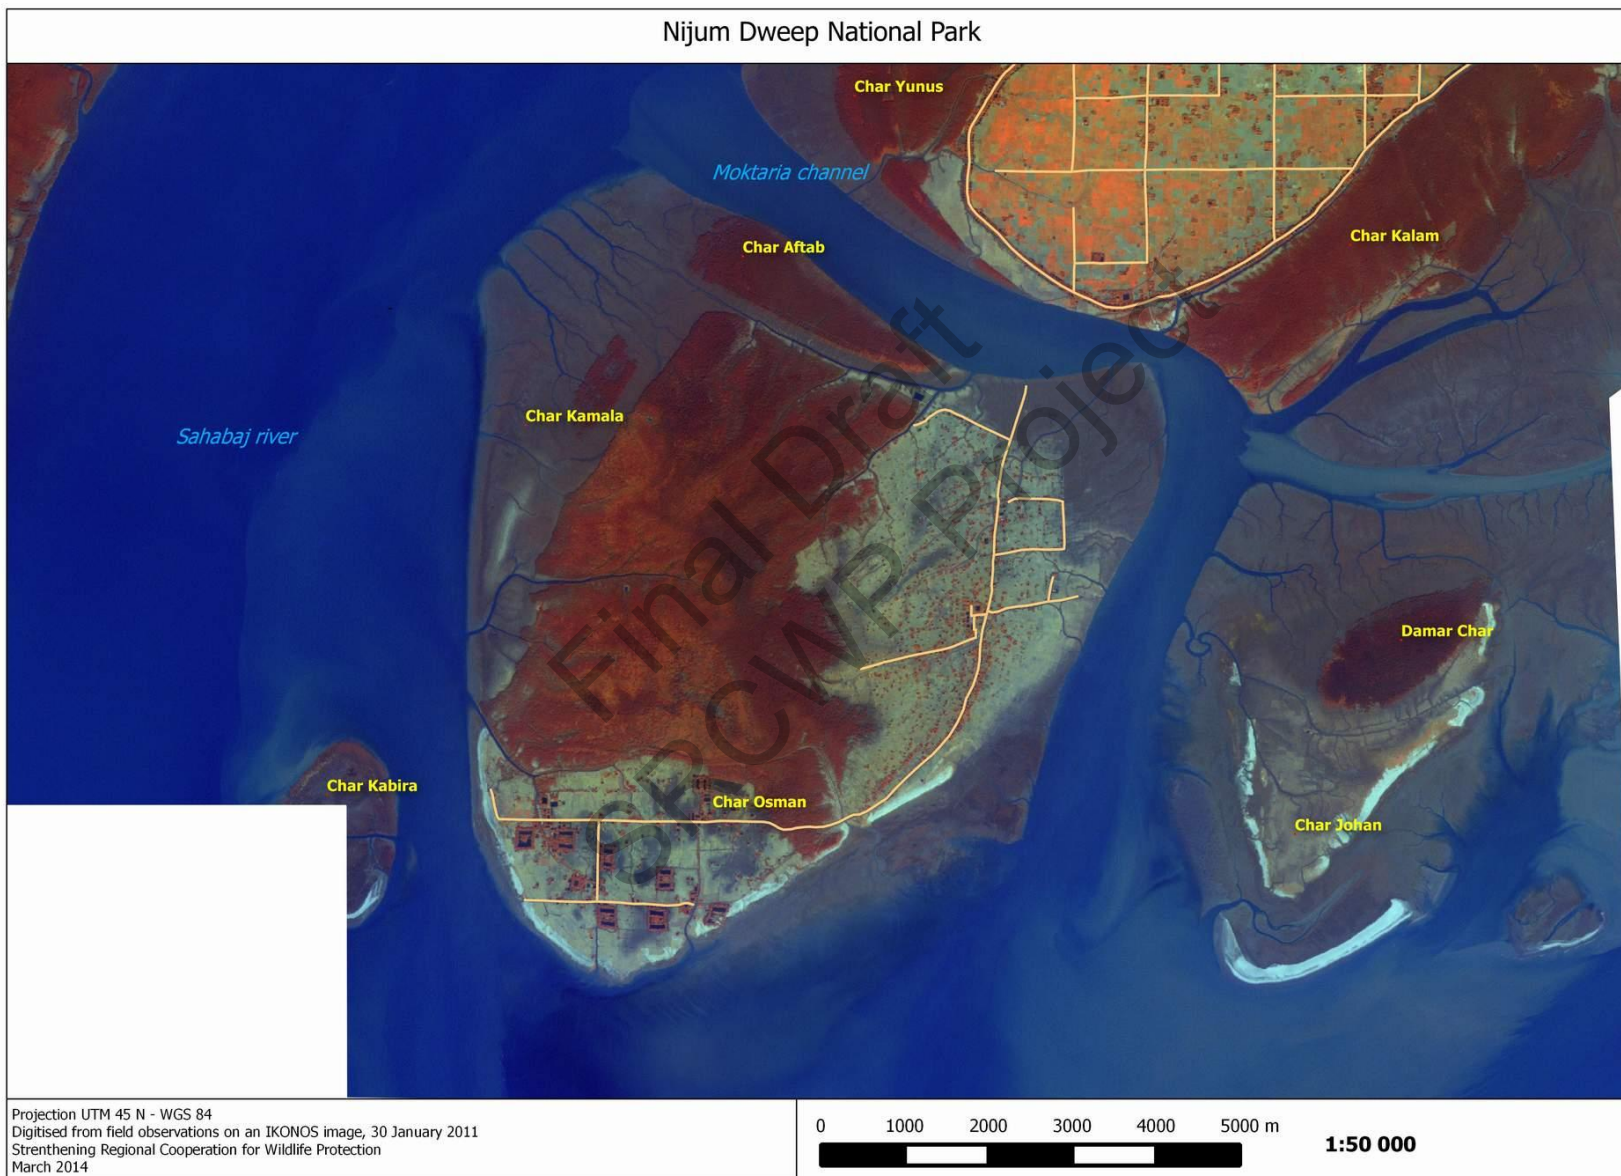 Nijum Dweep National Park
Char Yunus
Moktaria channel
Char Aftab
Char Kalam
Char Kamala
Sahabaj river
Final Draft
SRCWP Project
Damar Char
Char Kabira
Char Osman
Char Johan
Projection UTM 45 N - WGS 84
Digitised from field observations on an IKONOS image, 30 January 2011
Strenthening Regional Cooperation for Wildlife Protection
March 2014
0 1000 2000 3000 4000 5000 m
1:50 000